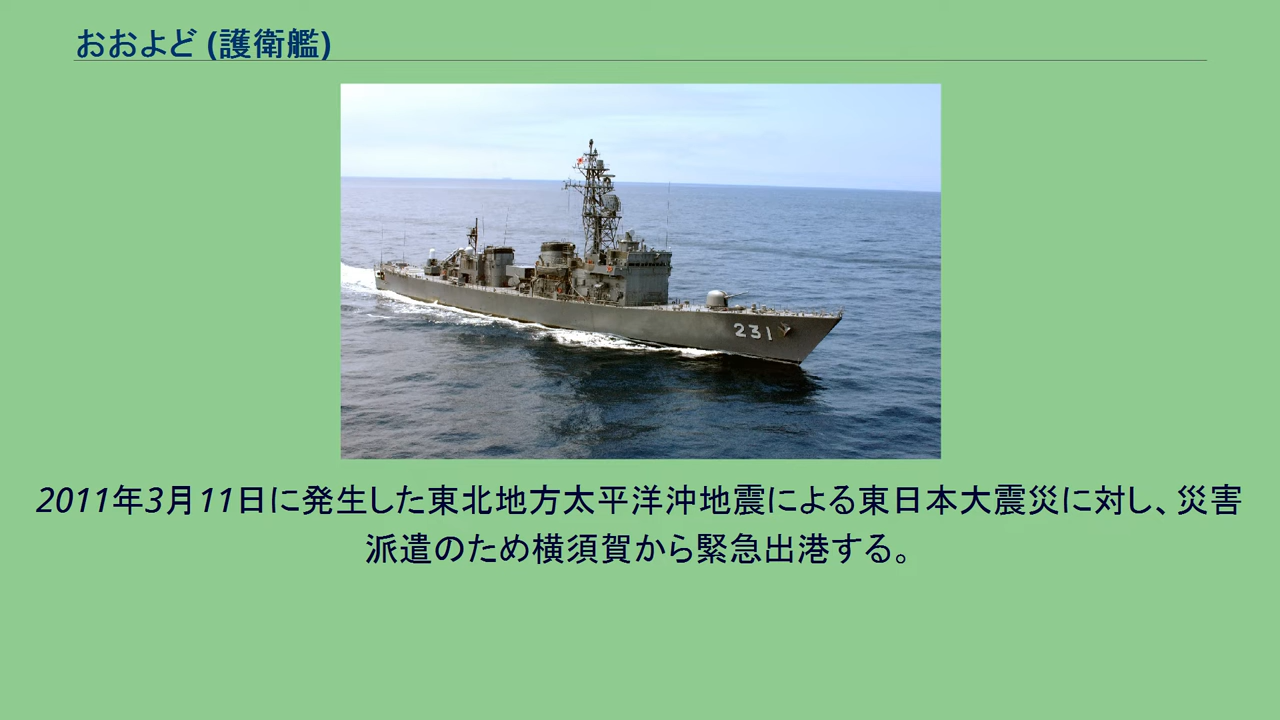 おおよど (護衛艦)
231
2011年3月11日に発生した東北地方太平洋沖地震による東日本大震災に対し、災害
派遣のため横須賀から緊急出港する。